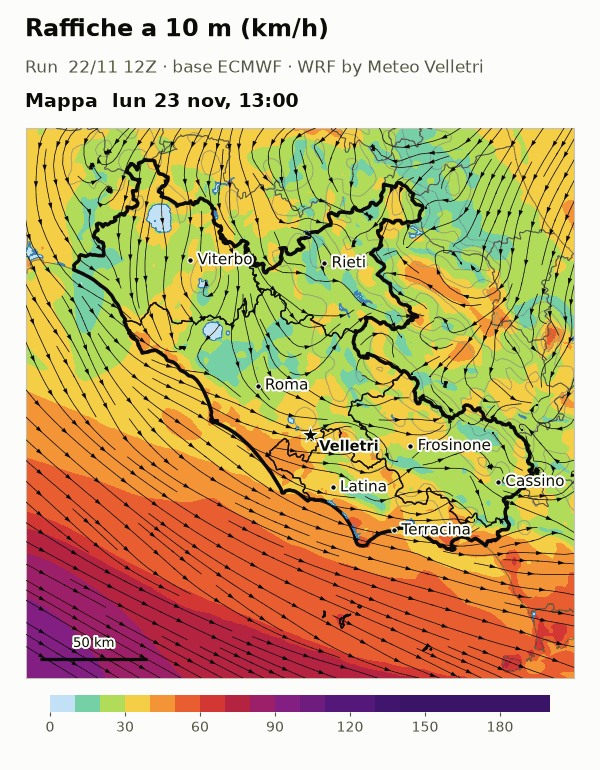 Raffiche a 10 m (km/h)
Run  22/11 12Z · base ECMWF · WRF by Meteo Velletri
Mappa  lun 23 nov, 13:00
Viterbo
Rieti
Roma
Velletri
Frosinone
Cassino
Latina
Terracina
50 km
0 30 60 90 120 150 180